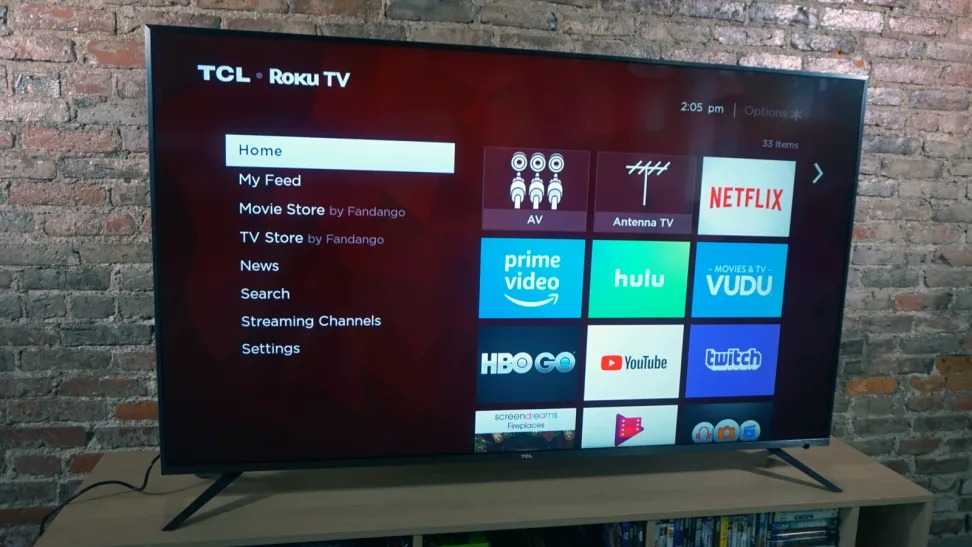 TCL • Roku TV
2:05 pm | Options
33 Items
Home
My Feed
Movie Store by Fandango
TV Store by Fandango
News
Search
Streaming Channels
Settings
AV
Antenna TV
NETFLIX
prime
video
hulu
- MOVIES & TV -
VUDU
HBO GO
YouTube
twitch
screendreams
Fireplaces
TCL